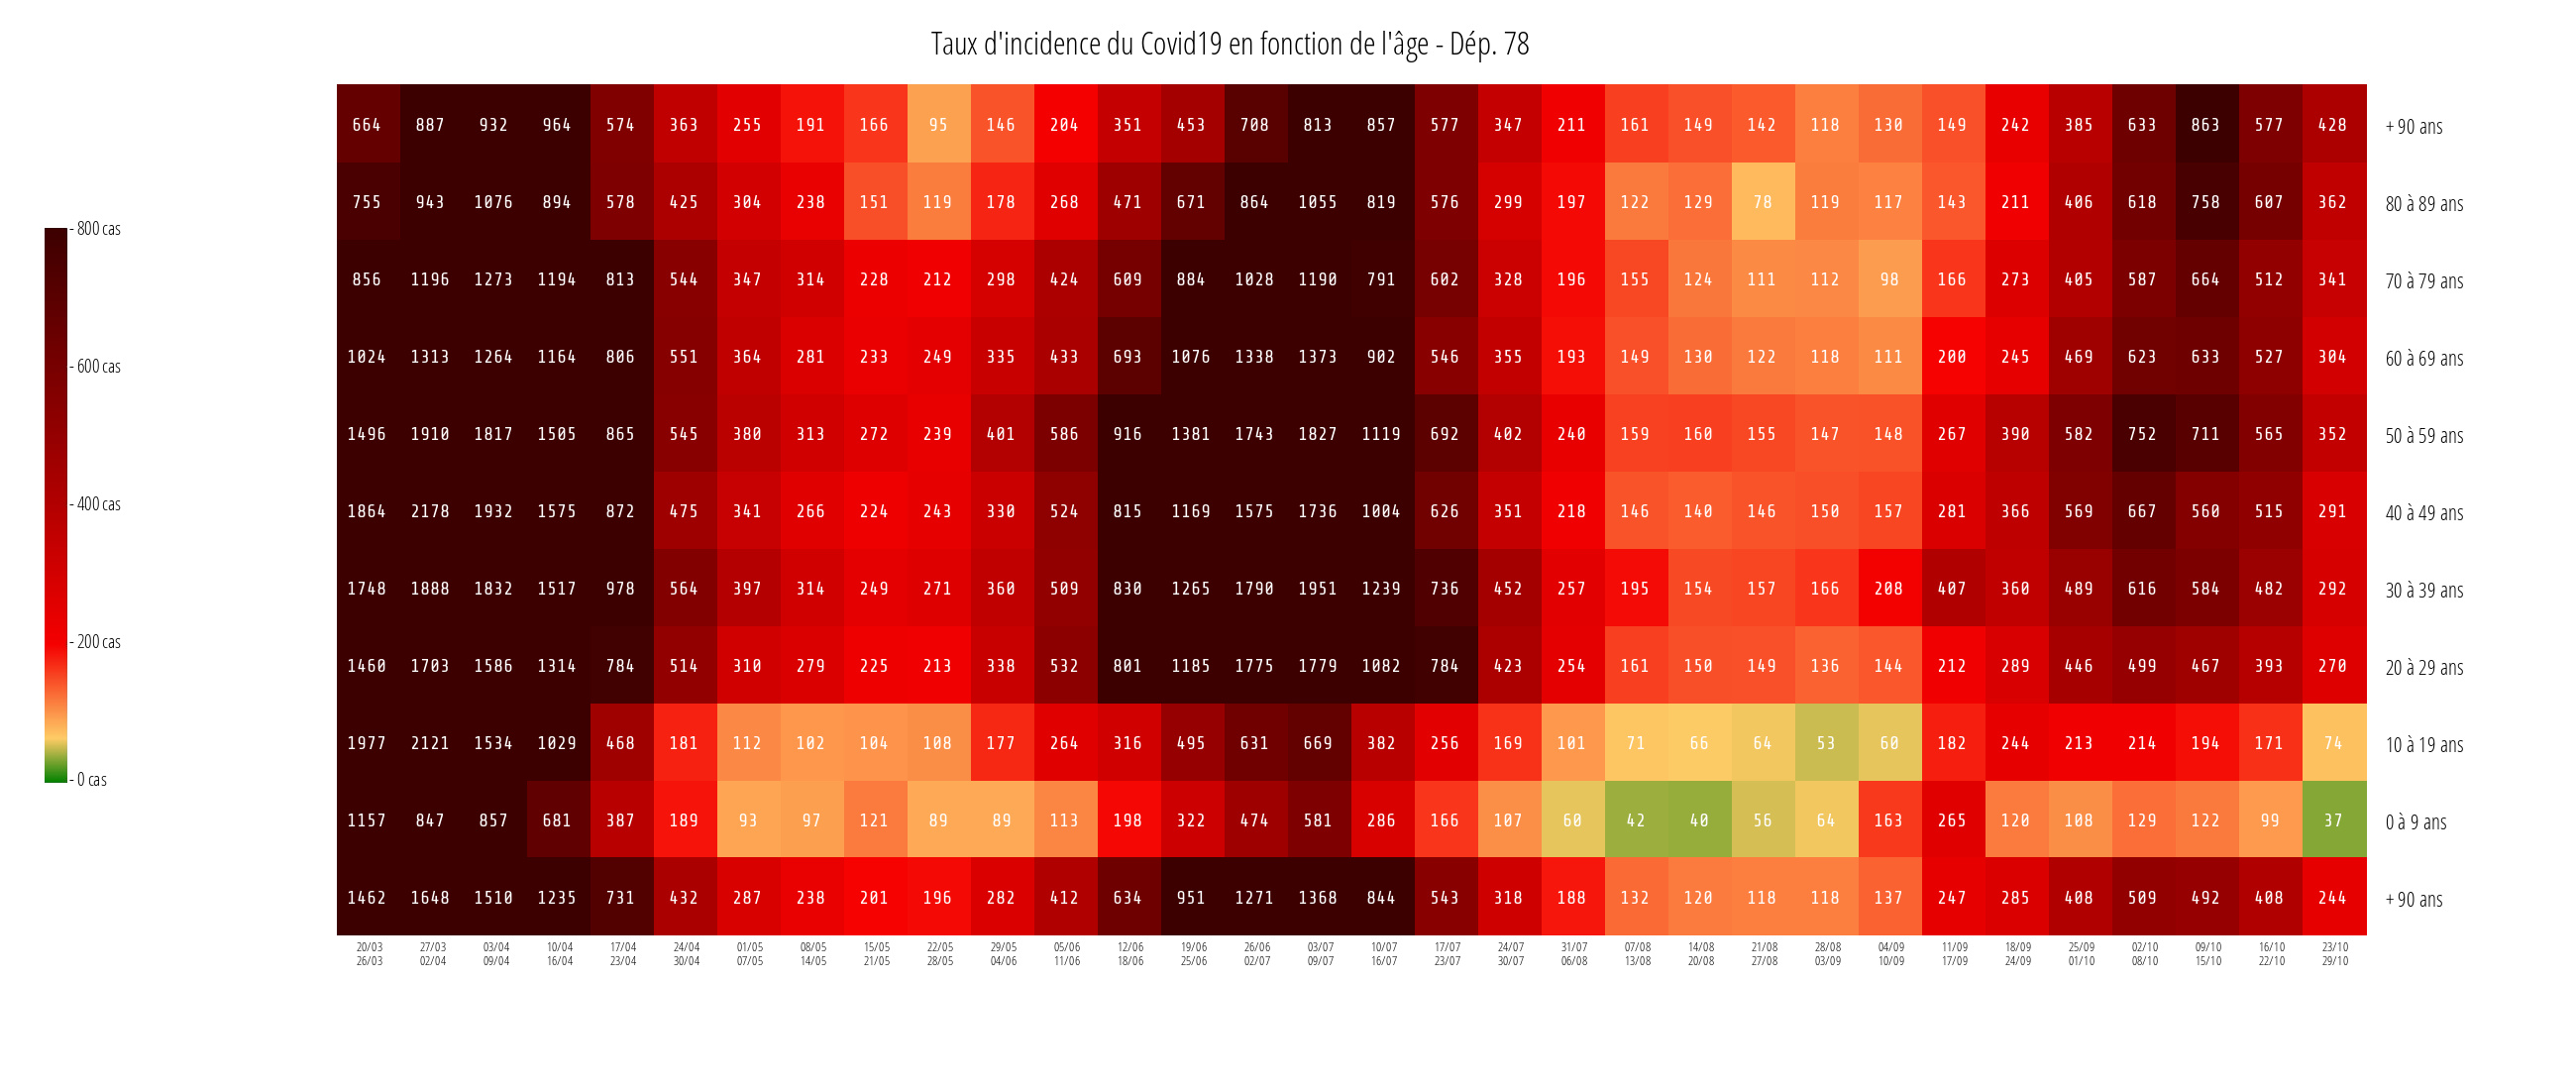 Taux d'incidence du Covid19 en fonction de l'âge - Dép. 78
- 800 cas
- 600 cas
- 400 cas
- 200 cas
- 0 cas
664 887 932 964 574 363 255 191 166 95 146 204 351 453 708 813 857 577 347 211 161 149 142 118 130 149 242 385 633 863 577 428 + 90 ans
755 943 1076 894 578 425 304 238 151 119 178 268 471 671 864 1055 819 576 299 197 122 129 78 119 117 143 211 406 618 758 607 362 80 à 89 ans
856 1196 1273 1194 813 544 347 314 228 212 298 424 609 884 1028 1190 791 602 328 196 155 124 111 112 98 166 273 405 587 664 512 341 70 à 79 ans
1024 1313 1264 1164 806 551 364 281 233 249 335 433 693 1076 1338 1373 902 546 355 193 149 130 122 118 111 200 245 469 623 633 527 304 60 à 69 ans
1496 1910 1817 1505 865 545 380 313 272 239 401 586 916 1381 1743 1827 1119 692 402 240 159 160 155 147 148 267 390 582 752 711 565 352 50 à 59 ans
1864 2178 1932 1575 872 475 341 266 224 243 330 524 815 1169 1575 1736 1004 626 351 218 146 140 146 150 157 281 366 569 667 560 515 291 40 à 49 ans
1748 1888 1832 1517 978 564 397 314 249 271 360 509 830 1265 1790 1951 1239 736 452 257 195 154 157 166 208 407 360 489 616 584 482 292 30 à 39 ans
1460 1703 1586 1314 784 514 310 279 225 213 338 532 801 1185 1775 1779 1082 784 423 254 161 150 149 136 144 212 289 446 499 467 393 270 20 à 29 ans
1977 2121 1534 1029 468 181 112 102 104 108 177 264 316 495 631 669 382 256 169 101 71 66 64 53 60 182 244 213 214 194 171 74 10 à 19 ans
1157 847 857 681 387 189 93 97 121 89 89 113 198 322 474 581 286 166 107 60 42 40 56 64 163 265 120 108 129 122 99 37 0 à 9 ans
1462 1648 1510 1235 731 432 287 238 201 196 282 412 634 951 1271 1368 844 543 318 188 132 120 118 118 137 247 285 408 509 492 408 244 + 90 ans
20/03 27/03 03/04 10/04 17/04 24/04 01/05 08/05 15/05 22/05 29/05 05/06 12/06 19/06 26/06 03/07 10/07 17/07 24/07 31/07 07/08 14/08 21/08 28/08 04/09 11/09 18/09 25/09 02/10 09/10 16/10 23/10
26/03 02/04 09/04 16/04 23/04 30/04 07/05 14/05 21/05 28/05 04/06 11/06 18/06 25/06 02/07 09/07 16/07 23/07 30/07 06/08 13/08 20/08 27/08 03/09 10/09 17/09 24/09 01/10 08/10 15/10 22/10 29/10